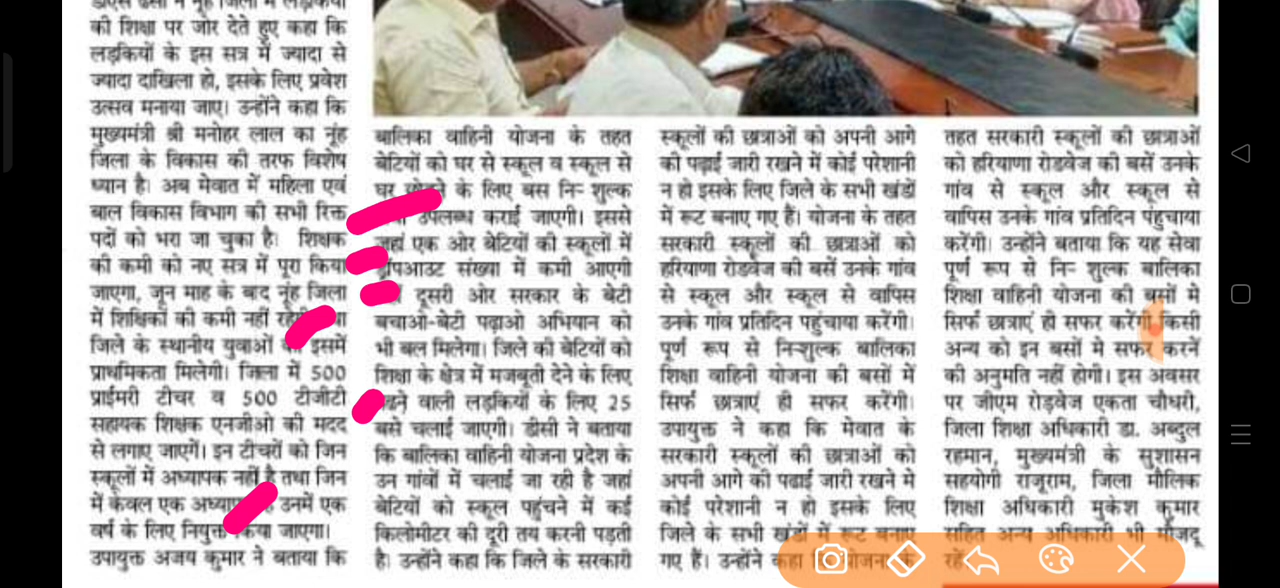 की शिक्षा पर जोर देते हुए कहा कि
लड़कियों के इस सत्र में ज्यादा से
ज्यादा दाखिला हो, इसके लिए प्रवेश
उत्सव मनाया जाए। उन्होंने कहा कि
मुख्यमंत्री श्री मनोहर लाल का नूंह
जिला के विकास की तरफ विशेष
ध्यान है। अब मेवात में महिला एवं
बाल विकास विभाग की सभी रिक्त
पदों को भरा जा चुका है। शिक्षक
की कमी को नए सत्र में पूरा किया
जाएगा, जून माह के बाद नूंह जिला
में शिक्षिकों की कमी नहीं
जिले के स्थानीय युवाओं इसमें
प्राथमिकता मिलेगी। जिला में 500
प्राईमरी टीचर व 500 टीजीटी
सहायक शिक्षक एनजीओ की मदद
से लगाए जाएगें। इन टीचरों को जिन
स्कूलों में अध्यापक नहीं है तथा जिन
में केवल एक उनमें एक
वर्ष के लिए जाएगा।
उपायुक्त अजय कुमार ने बताया कि
बालिका वाहिनी योजना के तहत
बेटियों को घर से स्कूल व स्कूल से
घर के लिए बस नि- शुल्क
उपलब्ध कराई जाएगी। इससे
जहां एक ओर बेटियों की स्कूलों में
ड्रॉपआउट संख्या में कमी आएगी
दूसरी ओर सरकार के बेटी
बचाओ-बेटी पढ़ाओ अभियान को
भी बल मिलेगा। जिले की बेटियों को
शिक्षा के क्षेत्र में मजबूती देने के लिए
वाली लड़कियों के लिए 25
बसे चलाई जाएगी। डीसी ने बताया
कि बालिका वाहिनी योजना प्रदेश के
उन गांवों में चलाई जा रही है जहां
बेटियों को स्कूल पहुंचने में कई
किलोमीटर की दूरी तय करनी पड़ती
है। उन्होंने कहा कि जिले के सरकारी
स्कूलों की छात्राओं को अपनी आगे
की पढ़ाई जारी रखने में कोई परेशानी
न हो इसके लिए जिले के सभी खंडों
में रूट बनाए गए हैं। योजना के तहत
सरकारी स्कूलों की छात्राओं को
हरियाणा रोडवेज की बसें उनके गांव
से स्कूल और स्कूल से वापिस
उनके गांव प्रतिदिन पहुंचाया करेंगी।
पूर्ण रूप से नि-शुल्क बालिका
शिक्षा वाहिनी योजना की बसों में
सिर्फ छात्राएं ही सफर करेंगी।
उपायुक्त ने कहा कि मेवात के
सरकारी स्कूलों की छात्राओं को
अपनी आगे की पढाई जारी रखने मे
कोई परेशनी न हो इसके लिए
जिले के सभी खंडों में रूट बनाए
गए हैं। उन्होंने कहा कि योजना के
तहत सरकारी स्कूलों की छात्राओं
को हरियाणा रोडवेज की बसें उनके
गांव से स्कूल और स्कूल से
वापिस उनके गांव प्रतिदिन पहुंचाया
करेंगी। उन्होंने बताया कि यह सेवा
पूर्ण रूप से नि- शुल्क बालिका
शिक्षा वाहिनी योजना की बसों मे
सिर्फ छात्राएं ही सफर करेंगी किसी
अन्य को इन बसों मे सफर करनें
की अनुमति नहीं होगी। इस अवसर
पर जीएम रोड़वेज एकता चौधरी,
जिला शिक्षा अधिकारी डा. अब्दुल
रहमान, मुख्यमंत्री के सुशासन
सहयोगी राजूराम, जिला मौलिक
शिक्षा अधिकारी मुकेश कुमार
सहित अन्य अधिकारी भी मौजूद
रहें